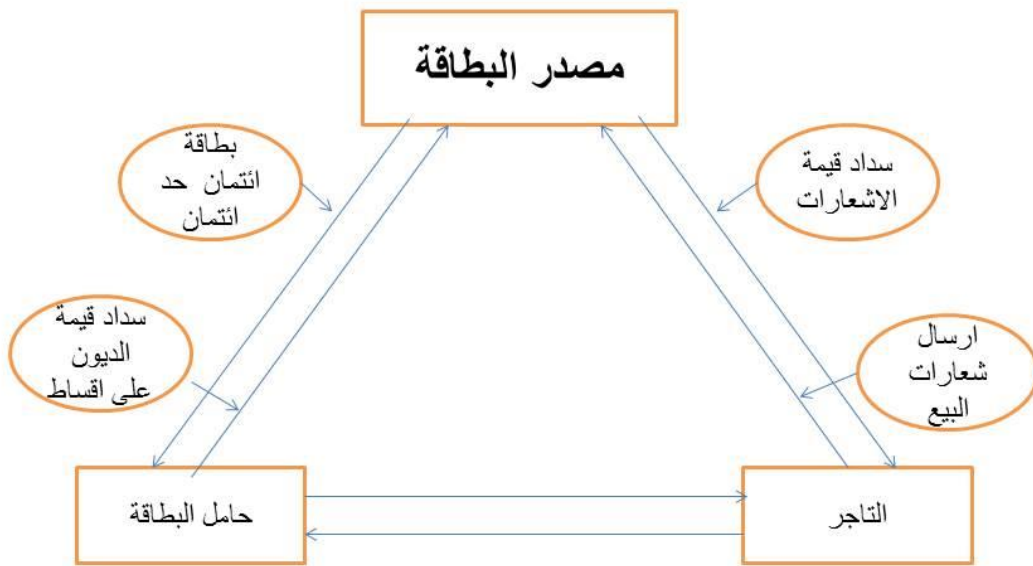 مصدر البطاقة
بطاقة
ائتمان حد
ائتمان
سداد قيمة
الاشعارات
سداد قيمة
الديون
على اقساط
ارسال
شعارات
البيع
حامل البطاقة
التاجر